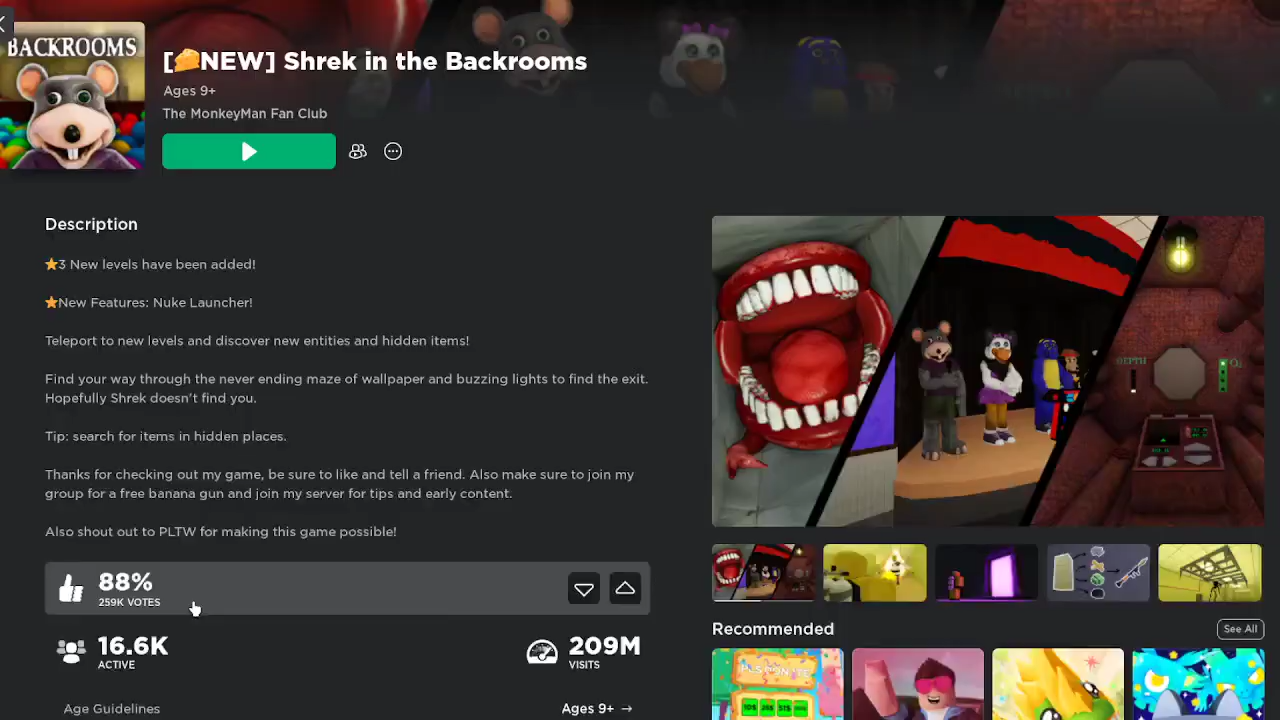 BACKROOMS
[🧀NEW] Shrek in the Backrooms
Ages 9+
The MonkeyMan Fan Club
Description
⭐3 New levels have been added!
⭐New Features: Nuke Launcher!
Teleport to new levels and discover new entities and hidden items!
Find your way through the never ending maze of wallpaper and buzzing lights to find the exit.
Hopefully Shrek doesn't find you.
Tip: search for items in hidden places.
Thanks for checking out my game, be sure to like and tell a friend. Also make sure to join my
group for a free banana gun and join my server for tips and early content.
Also shout out to PLTW for making this game possible!
88%
259K VOTES
16.6K
ACTIVE
209M
VISITS
Age Guidelines
Ages 9+ →
DEPTH
Recommended
See All